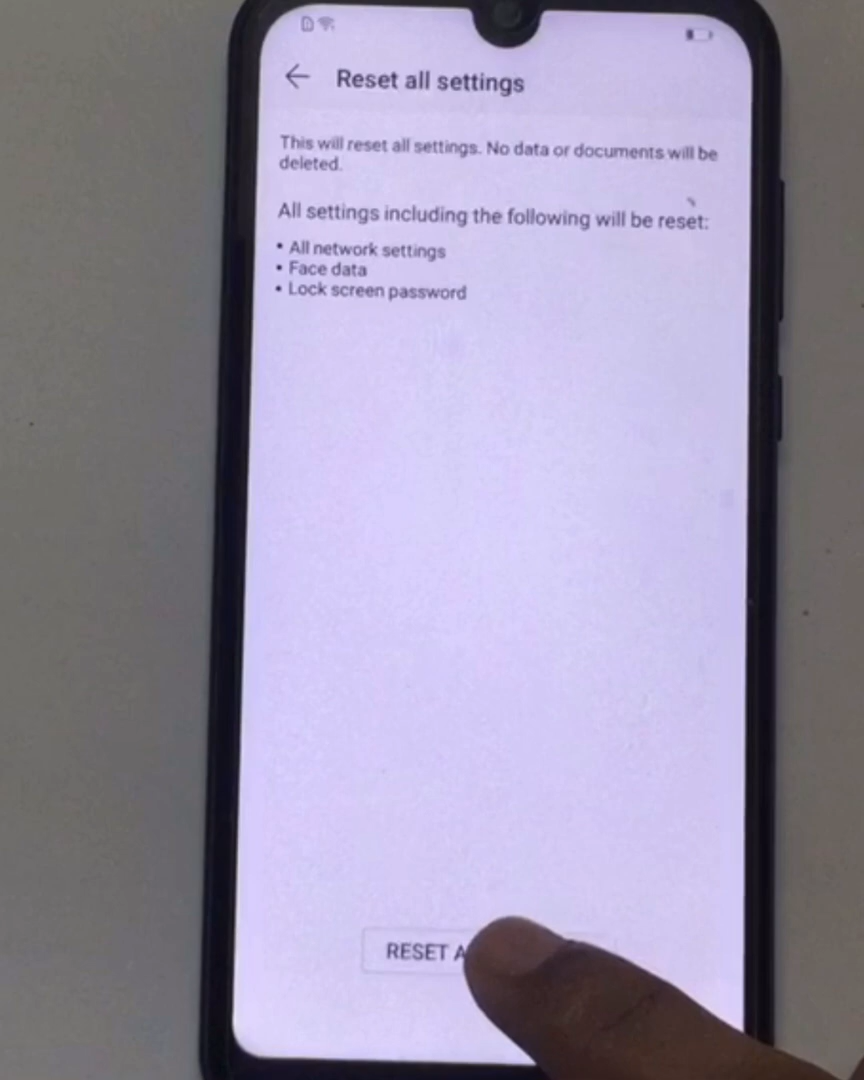 Reset all settings
This will reset all settings. No data or documents will be
deleted.
All settings including the following will be reset:
• All network settings
• Face data
• Lock screen password
RESET A